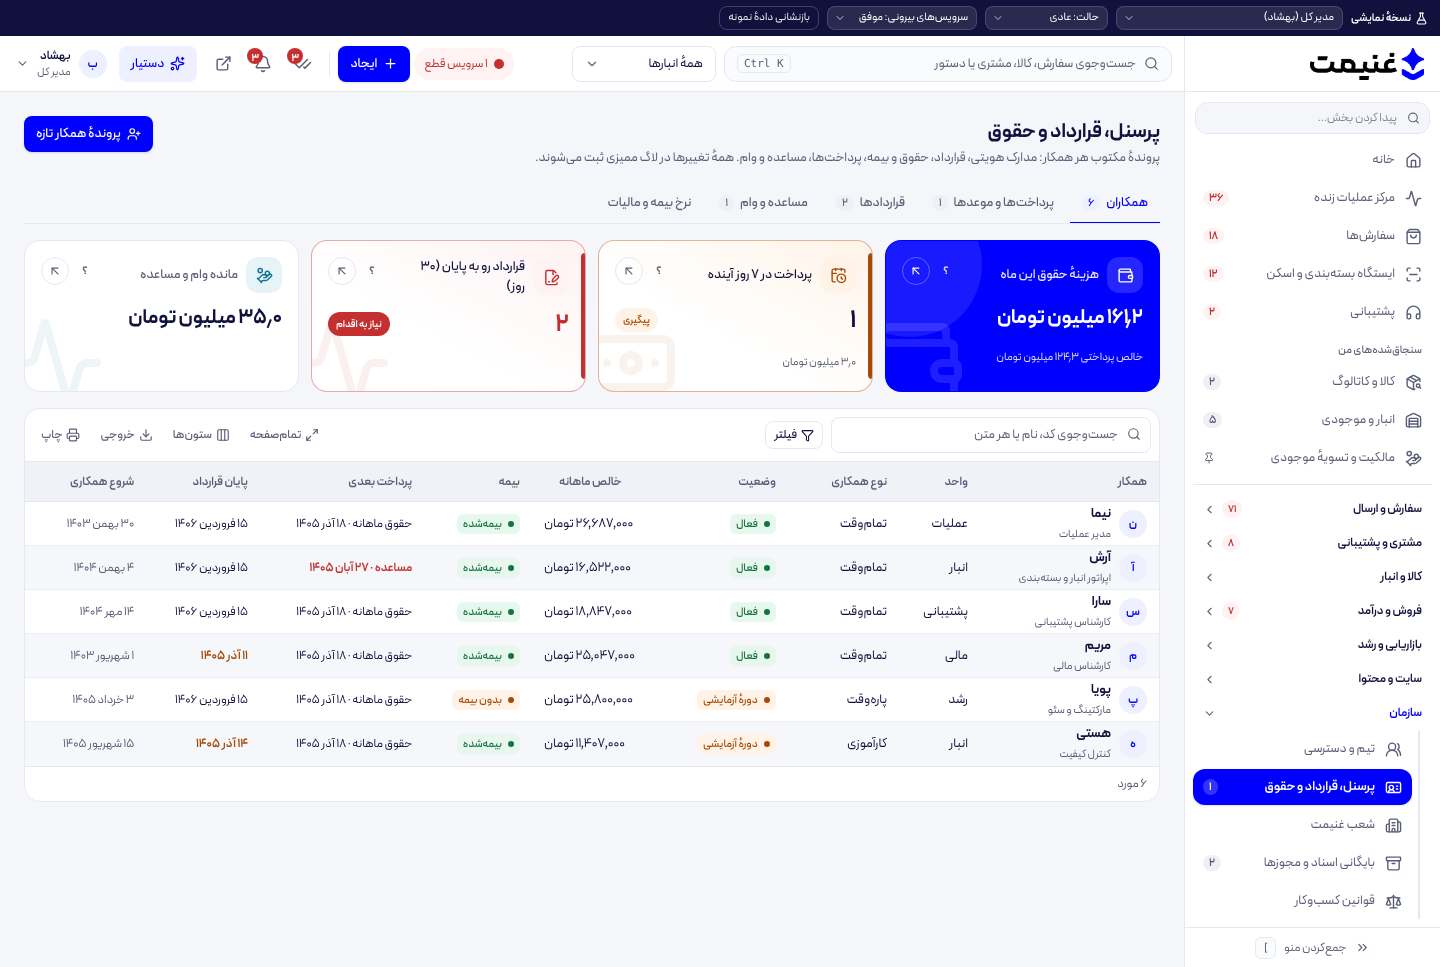 نسخهٔ نمایشی
مدیر کل (بهشاد)
حالت: عادی
سرویس‌های بیرونی: موفق
بازنشانی دادهٔ نمونه
غنیمت
جست‌وجوی سفارش، کالا، مشتری یا دستور
Ctrl K
همهٔ انبارها
۱ سرویس قطع
ایجاد
۳
۳
دستیار
ب
بهشاد
مدیر کل
پیدا کردن بخش...
خانه
مرکز عملیات زنده ۳۶
سفارش‌ها ۱۸
ایستگاه بسته‌بندی و اسکن ۱۲
پشتیبانی ۲
سنجاق‌شده‌های من
کالا و کاتالوگ ۲
انبار و موجودی ۵
مالکیت و تسویهٔ موجودی
سفارش و ارسال ۷۱
مشتری و پشتیبانی ۸
کالا و انبار
فروش و درآمد ۷
بازاریابی و رشد
سایت و محتوا
سازمان
تیم و دسترسی
پرسنل، قرارداد و حقوق ۱
شعب غنیمت
بایگانی اسناد و مجوزها ۲
قوانین کسب‌وکار
جمع‌کردن منو [
پرسنل، قرارداد و حقوق
پروندهٔ مکتوب هر همکار: مدارک هویتی، قرارداد، حقوق و بیمه، پرداخت‌ها، مساعده و وام. همهٔ تغییرها در لاگ ممیزی ثبت می‌شوند.
پروندهٔ همکار تازه
همکاران ۶
پرداخت‌ها و موعدها ۱
قراردادها ۲
مساعده و وام ۱
نرخ بیمه و مالیات
هزینهٔ حقوق این ماه ؟
۱۶۱٫۲ میلیون تومان
خالص پرداختی ۱۲۴٫۳ میلیون تومان
پرداخت در ۷ روز آینده ؟
۱
پیگیری
۳٫۰ میلیون تومان
قرارداد رو به پایان (۳۰ روز) ؟
۲
نیاز به اقدام
مانده وام و مساعده ؟
۳۵٫۰ میلیون تومان
جست‌وجوی کد، نام یا هر متن
فیلتر
تمام‌صفحه
ستون‌ها
خروجی
چاپ
همکار واحد نوع همکاری وضعیت خالص ماهانه بیمه پرداخت بعدی پایان قرارداد شروع همکاری
ن نیما مدیر عملیات عملیات تمام‌وقت فعال ۲۶,۶۸۷,۰۰۰ تومان بیمه‌شده حقوق ماهانه · ۱۸ آذر ۱۴۰۵ ۱۵ فروردین ۱۴۰۶ ۳۰ بهمن ۱۴۰۳
آ آرش اپراتور انبار و بسته‌بندی انبار تمام‌وقت فعال ۱۶,۵۲۲,۰۰۰ تومان بیمه‌شده مساعده · ۲۷ آبان ۱۴۰۵ ۱۵ فروردین ۱۴۰۶ ۴ بهمن ۱۴۰۴
س سارا کارشناس پشتیبانی پشتیبانی تمام‌وقت فعال ۱۸,۸۴۷,۰۰۰ تومان بیمه‌شده حقوق ماهانه · ۱۸ آذر ۱۴۰۵ ۱۵ فروردین ۱۴۰۶ ۱۴ مهر ۱۴۰۴
م مریم کارشناس مالی مالی تمام‌وقت فعال ۲۵,۰۴۷,۰۰۰ تومان بیمه‌شده حقوق ماهانه · ۱۸ آذر ۱۴۰۵ ۱۱ آذر ۱۴۰۵ ۱ شهریور ۱۴۰۳
پ پویا مارکتینگ و سئو رشد پاره‌وقت دورهٔ آزمایشی ۲۵,۸۰۰,۰۰۰ تومان بدون بیمه حقوق ماهانه · ۱۸ آذر ۱۴۰۵ ۱۵ فروردین ۱۴۰۶ ۳ خرداد ۱۴۰۵
ه هستی کنترل کیفیت انبار کارآموزی دورهٔ آزمایشی ۱۱,۴۰۷,۰۰۰ تومان بیمه‌شده حقوق ماهانه · ۱۸ آذر ۱۴۰۵ ۱۴ آذر ۱۴۰۵ ۱۵ شهریور ۱۴۰۵
۶ مورد